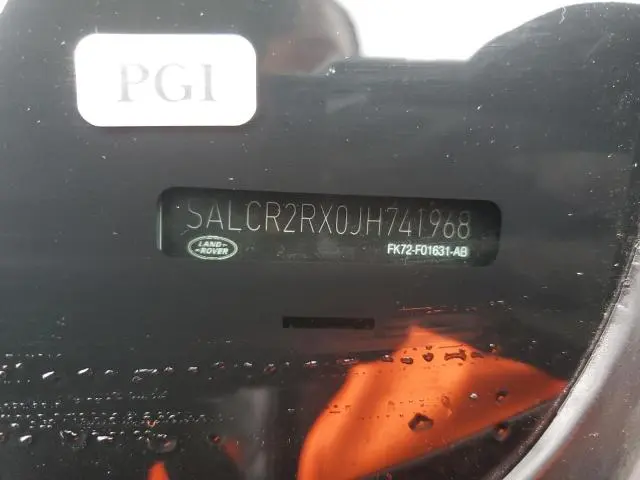 PGI
SALCR2RX0JH741968
LAND-
-ROVER
FK72-F01631-AB